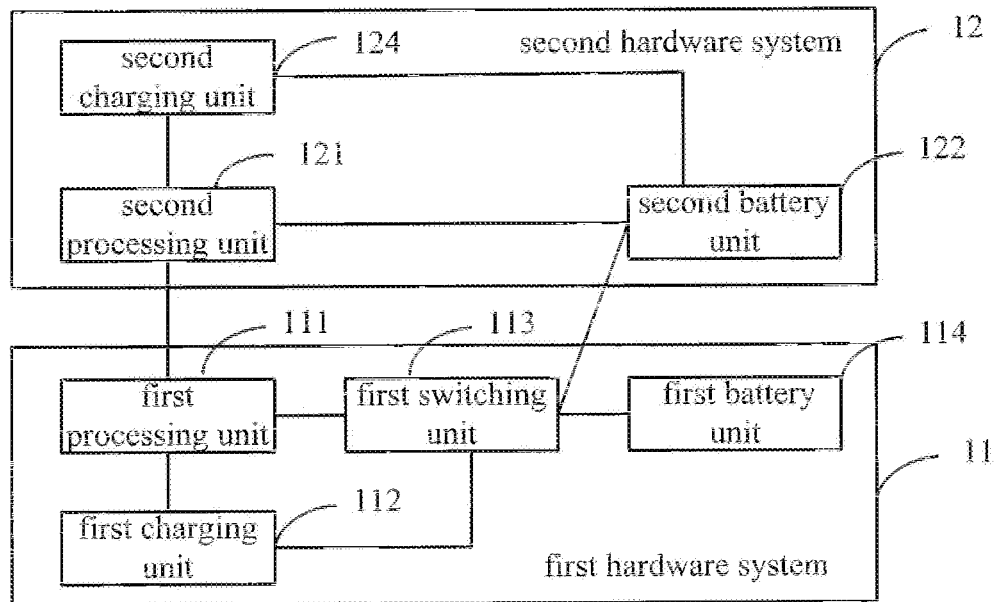 124
second hardware system
12
second
charging unit
121
122
second
processing unit
second battery
unit
111
113
114
first
processing unit
first switching
unit
first battery
unit
11
112
first charging
unit
first hardware system